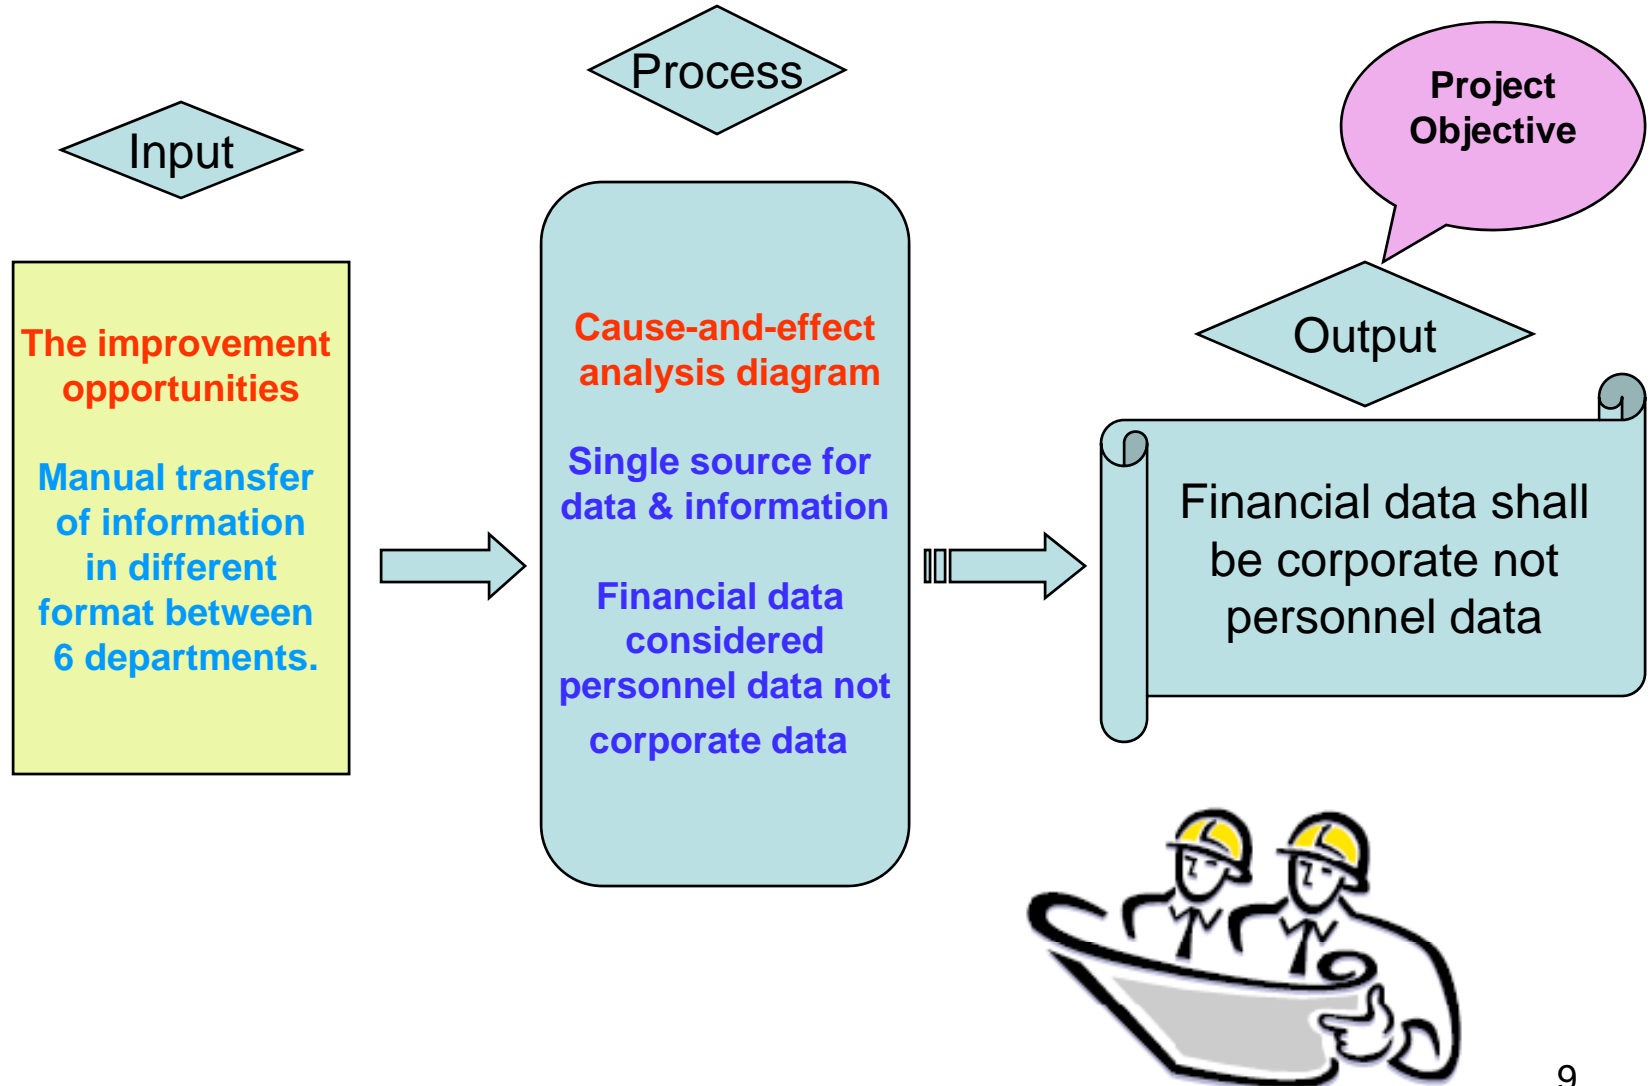 Input
The improvement
opportunities
Manual transfer
of information
in different
format between
6 departments.
Process
Cause-and-effect
analysis diagram
Single source for
data & information
Financial data
considered
personnel data not
corporate data
Project
Objective
Output
Financial data shall
be corporate not
personnel data
9